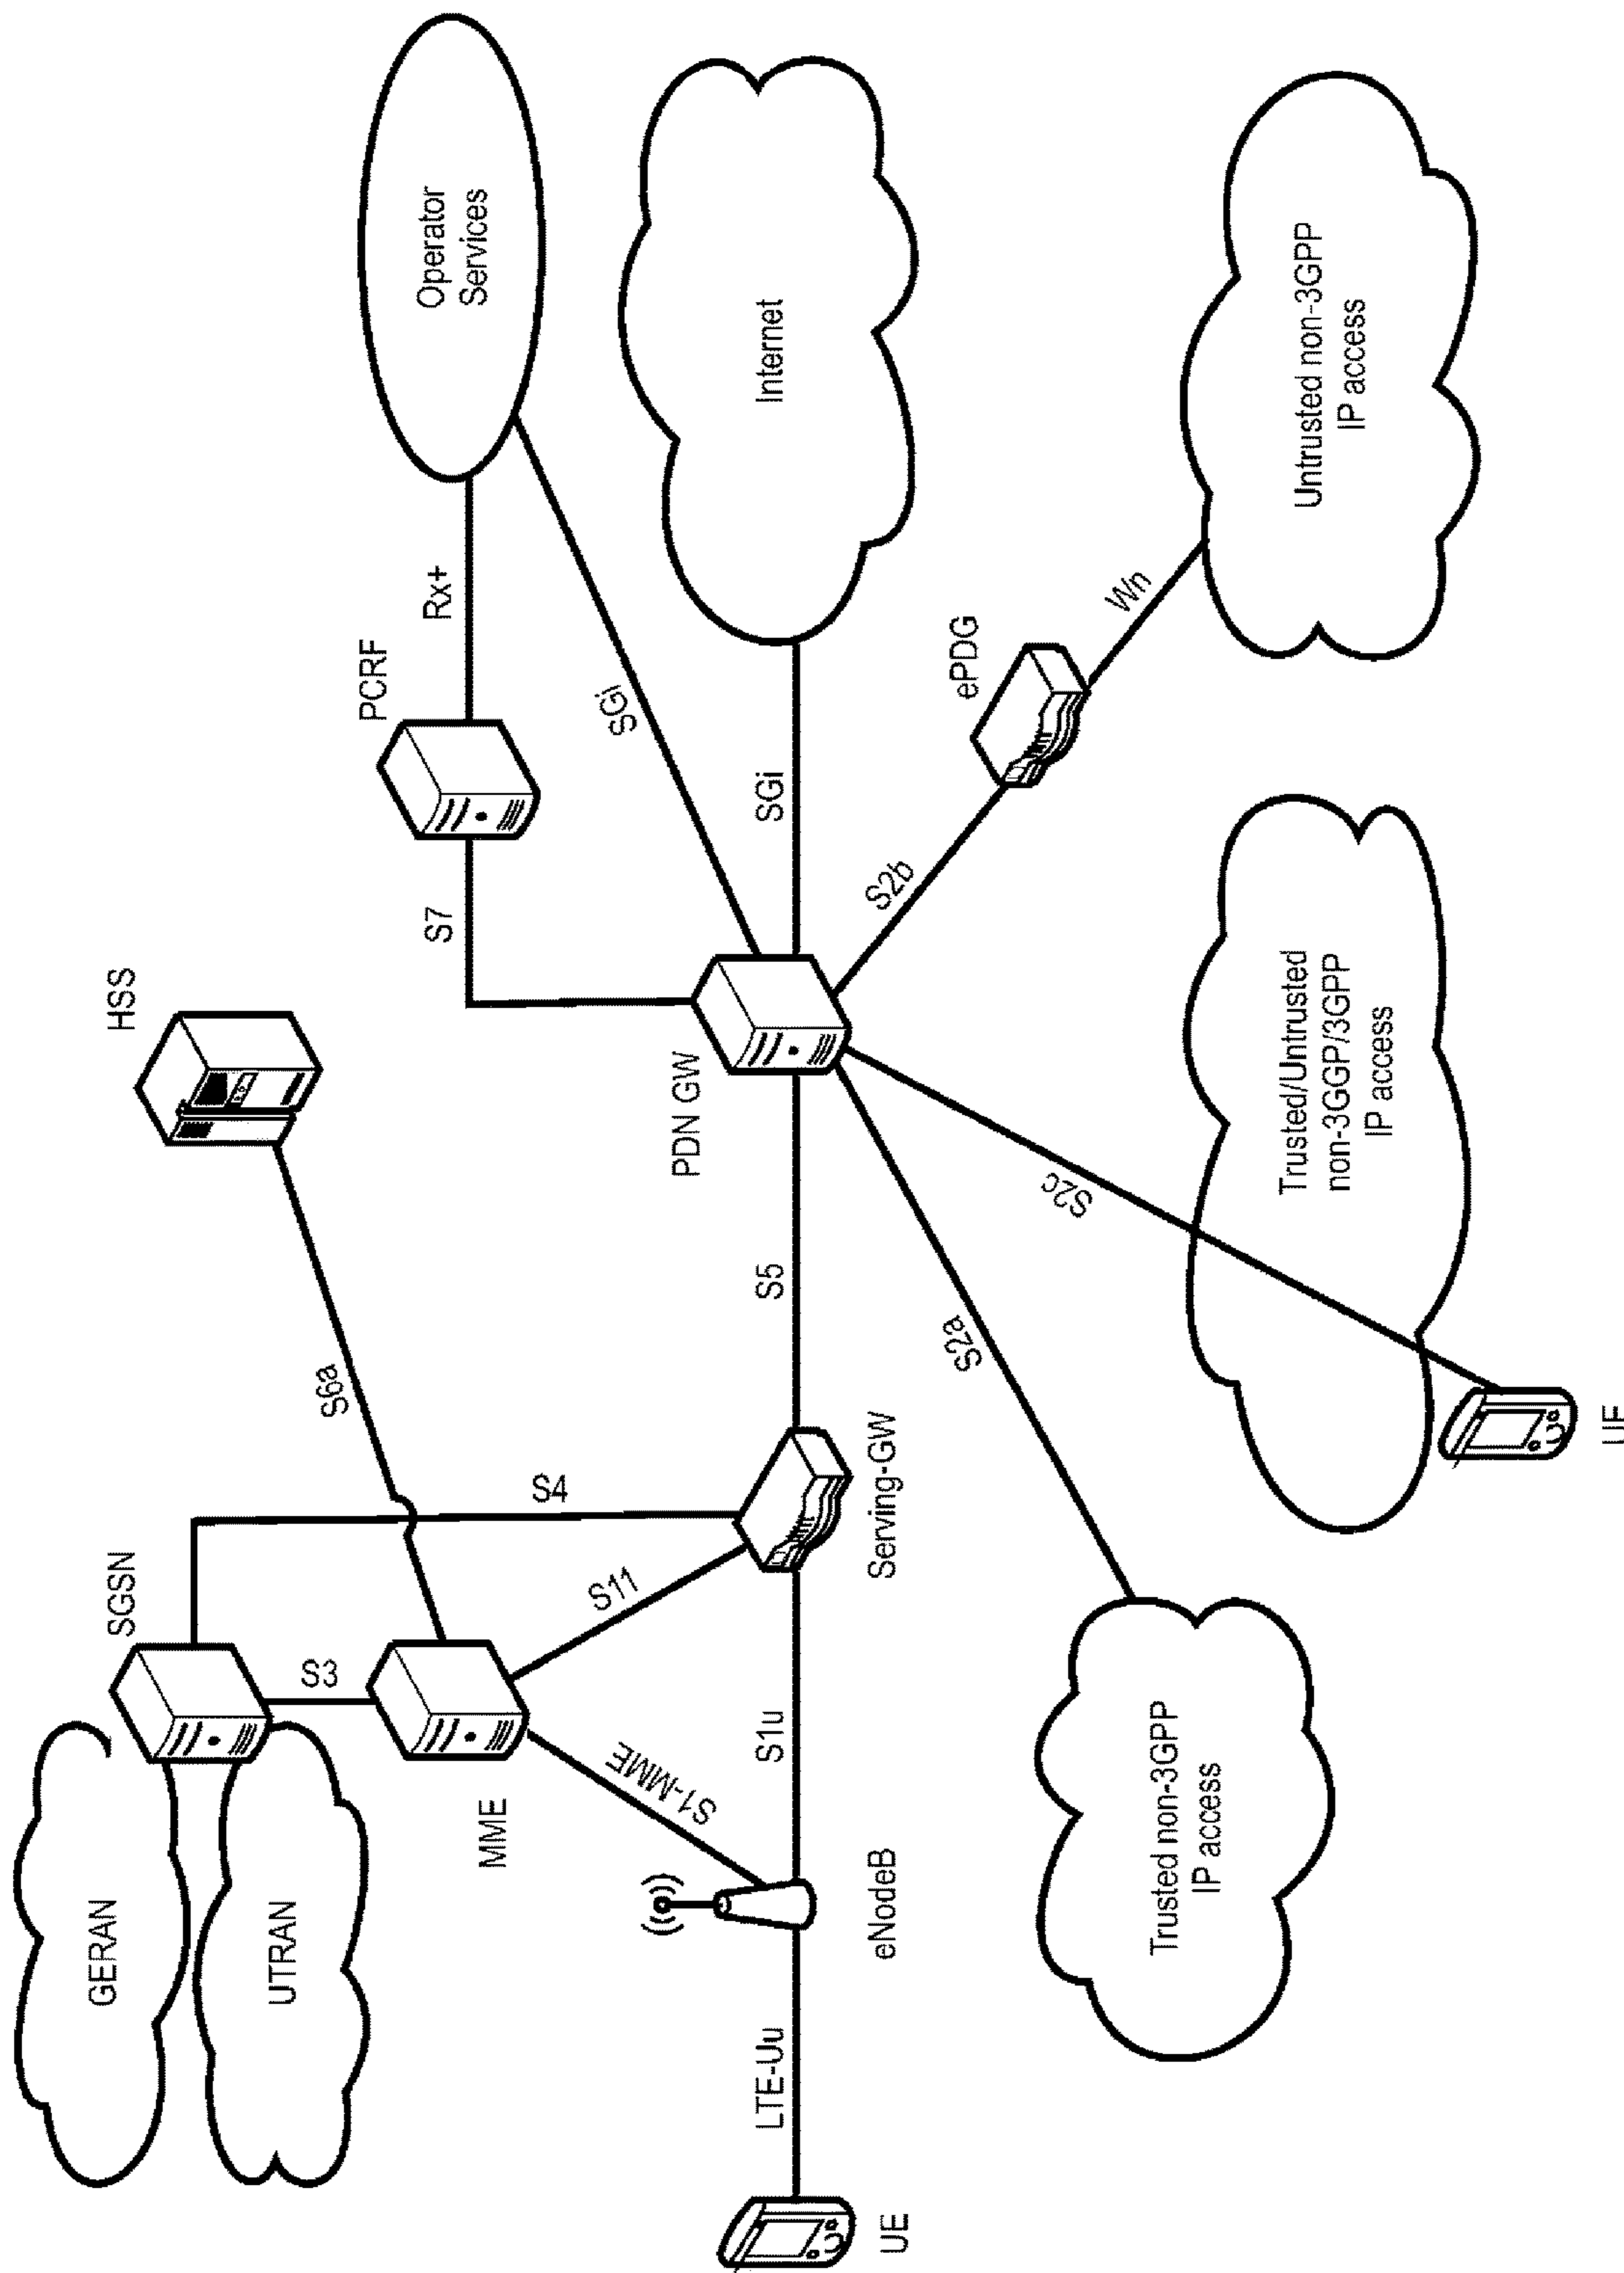 GERAN
UTRAN
SGSN
HSS
S3
S6a
S4
MME
S11
S1-MME
PCRF
S7
Rx+
Operator
Services
SGi
UE
LTE-Uu
eNodeB
S1u
Serving-GW
S5
PDN GW
SGi
Internet
S2a
S2c
S2b
ePDG
Wn
Trusted non-3GPP
IP access
UE
Trusted/Untrusted
non-3GGP/3GPP
IP access
Untrusted non-3GPP
IP access